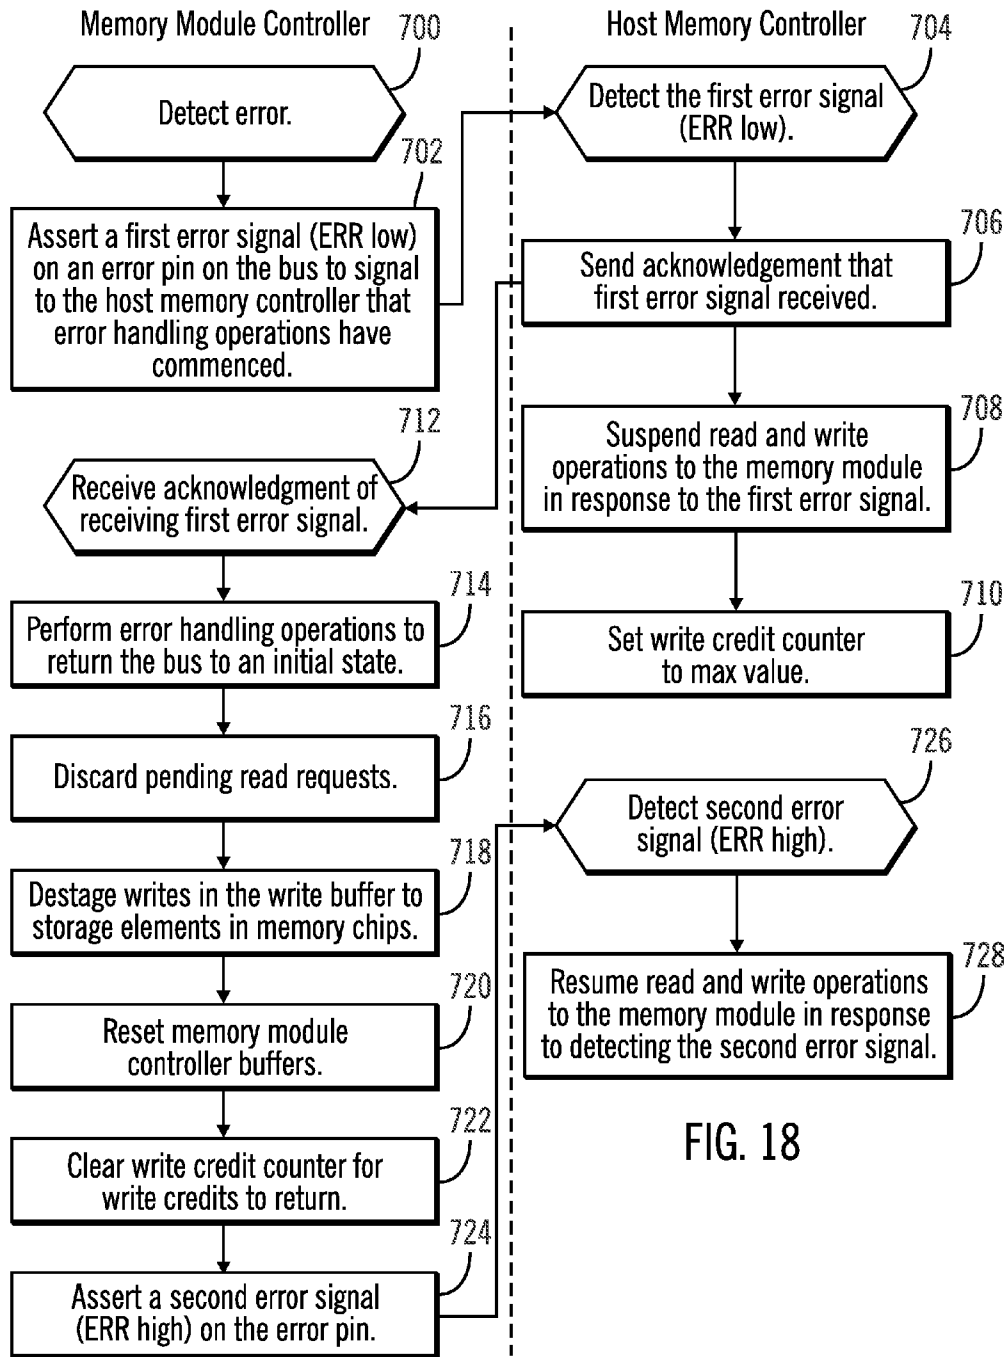 Memory Module Controller
700
Detect error.
702
Assert a first error signal (ERR low)
on an error pin on the bus to signal
to the host memory controller that
error handling operations have
commenced.
712
Receive acknowledgment of
receiving first error signal.
714
Perform error handling operations to
return the bus to an initial state.
716
Discard pending read requests.
718
Destage writes in the write buffer to
storage elements in memory chips.
720
Reset memory module
controller buffers.
722
Clear write credit counter for
write credits to return.
724
Assert a second error signal
(ERR high) on the error pin.
Host Memory Controller
704
Detect the first error signal
(ERR low).
706
Send acknowledgement that
first error signal received.
708
Suspend read and write
operations to the memory module
in response to the first error signal.
710
Set write credit counter
to max value.
726
Detect second error
signal (ERR high).
728
Resume read and write operations
to the memory module in response
to detecting the second error signal.
FIG. 18